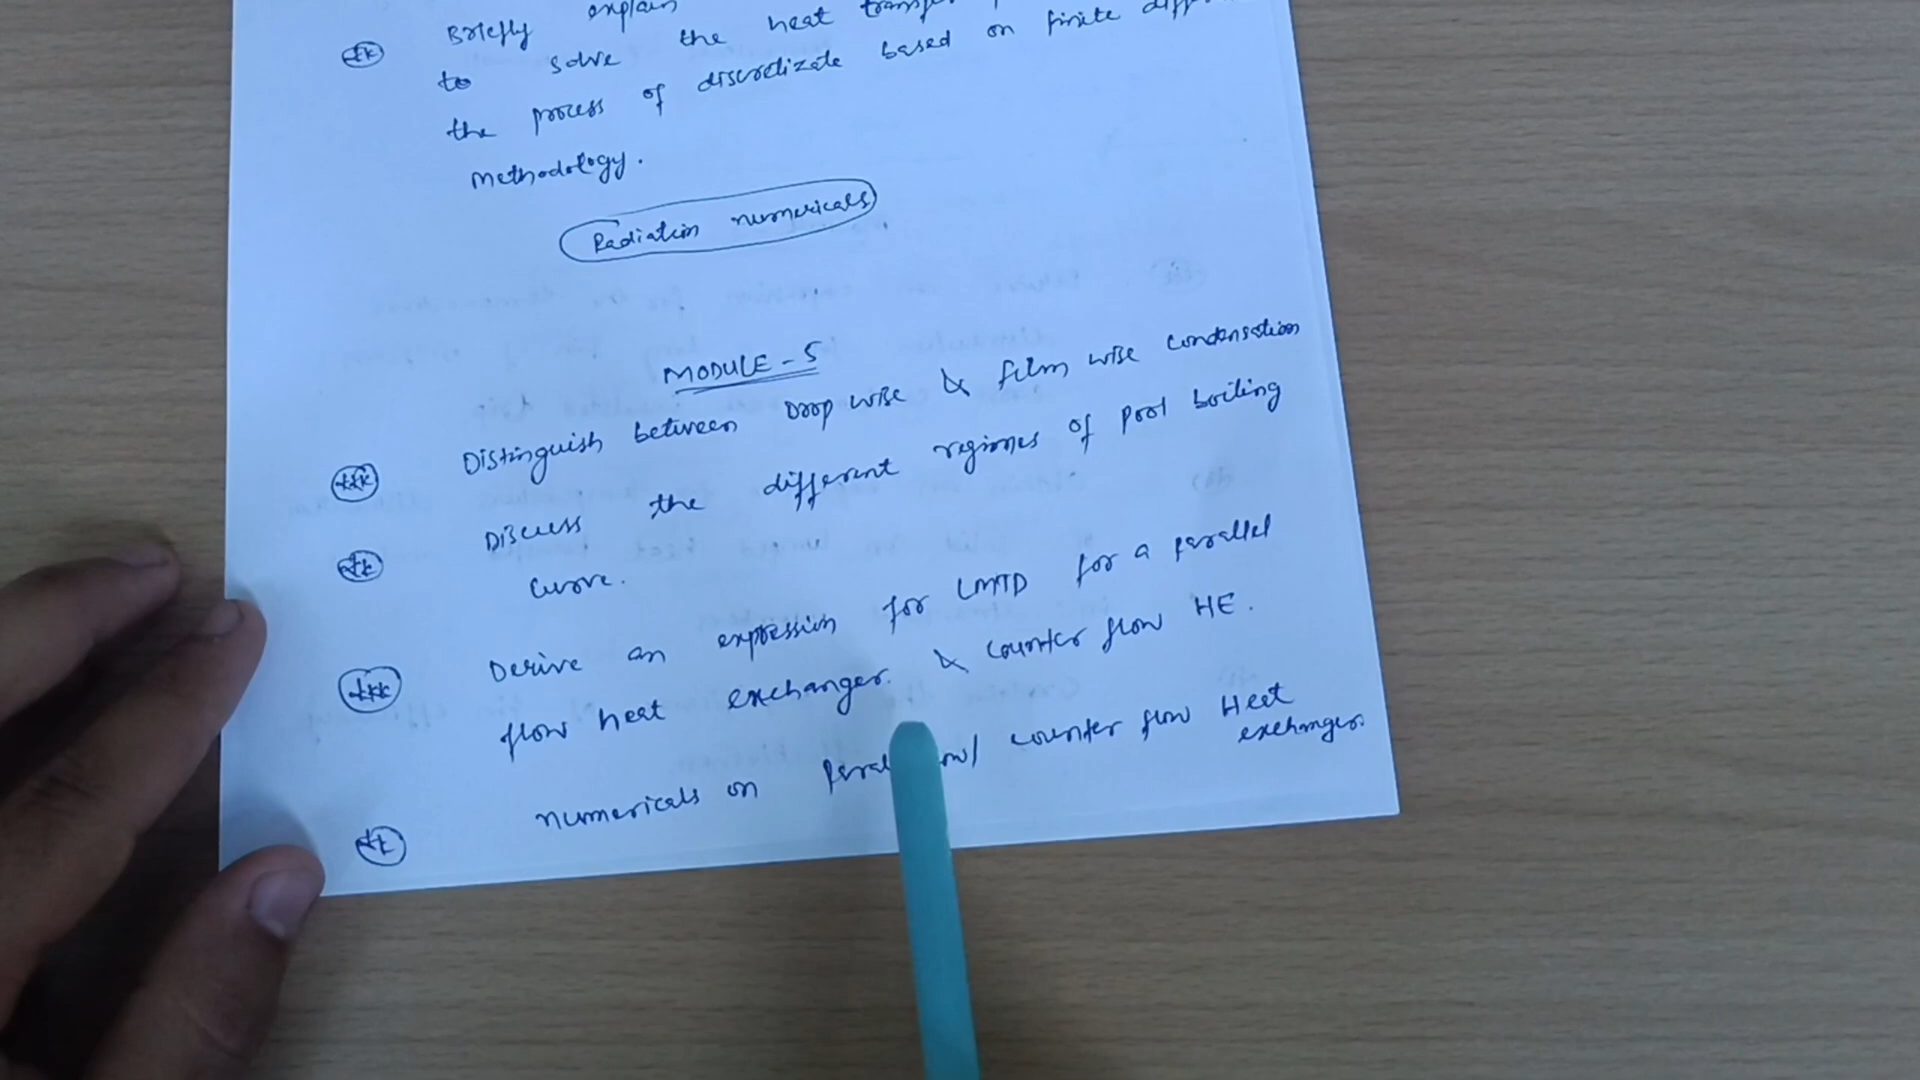 Briefly explain
to solve the heat
the process of discretizate based on finite
methodology.
Radiation numericals
MODULE - 5
*** Distinguish between Drop wise & film wise condensation
** Discuss the different regimes of pool boiling
curve.
*** Derive an expression for LMTD for a parallel
flow heat exchanger. & counter flow HE.
** numericals on counter flow Heat
exchanger.